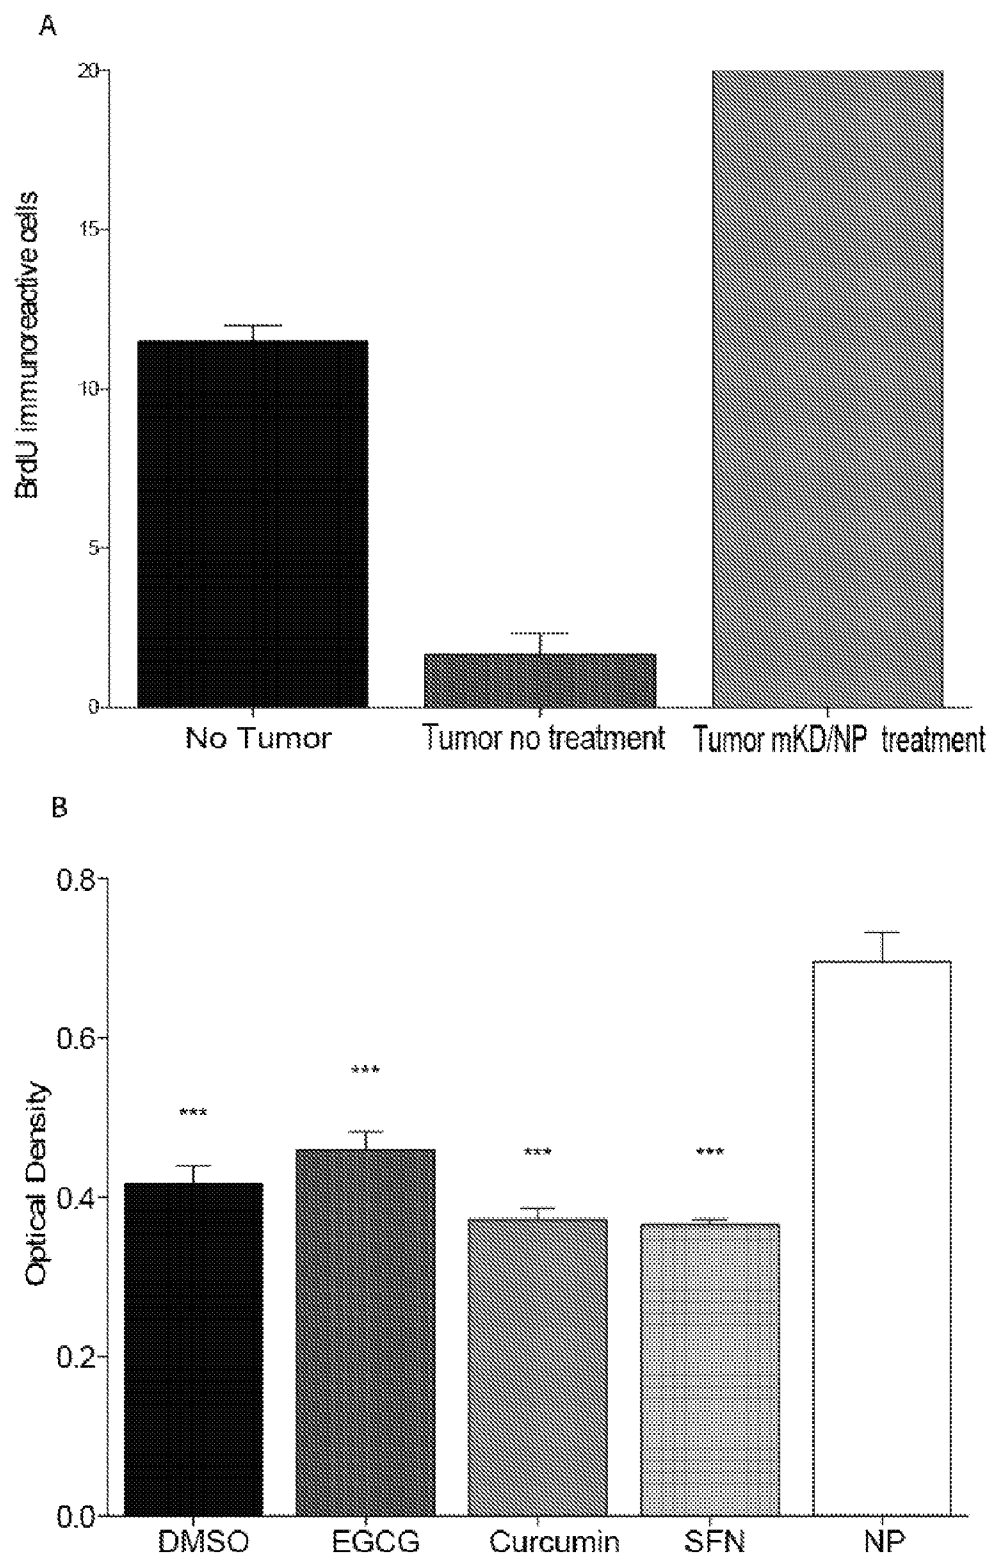 A
20
15
10
5
0
BrdU immunoreactive cells
No Tumor
Tumor no treatment
Tumor mKD/NP treatment
B
0.8
0.6
0.4
0.2
0.0
Optical Density
***
***
***
***
DMSO
EGCG
Curcumin
SFN
NP